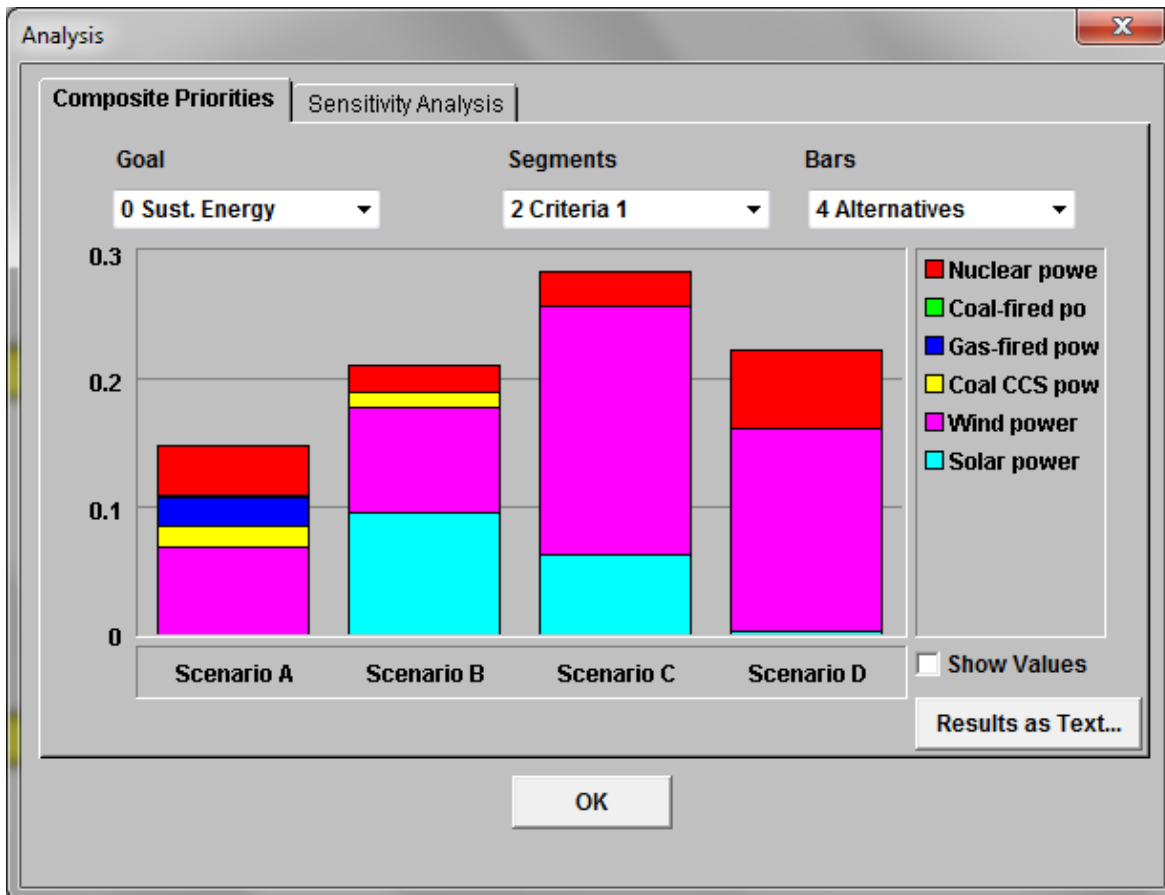 Analysis
X
Composite Priorities
Sensitivity Analysis
Goal
Segments
Bars
0 Sust. Energy
2 Criteria 1
4 Alternatives
0.3
0.2
0.1
0
Nuclear powe
Coal-fired po
Gas-fired pow
Coal CCS pow
Wind power
Solar power
Scenario A
Scenario B
Scenario C
Scenario D
Show Values
Results as Text...
OK